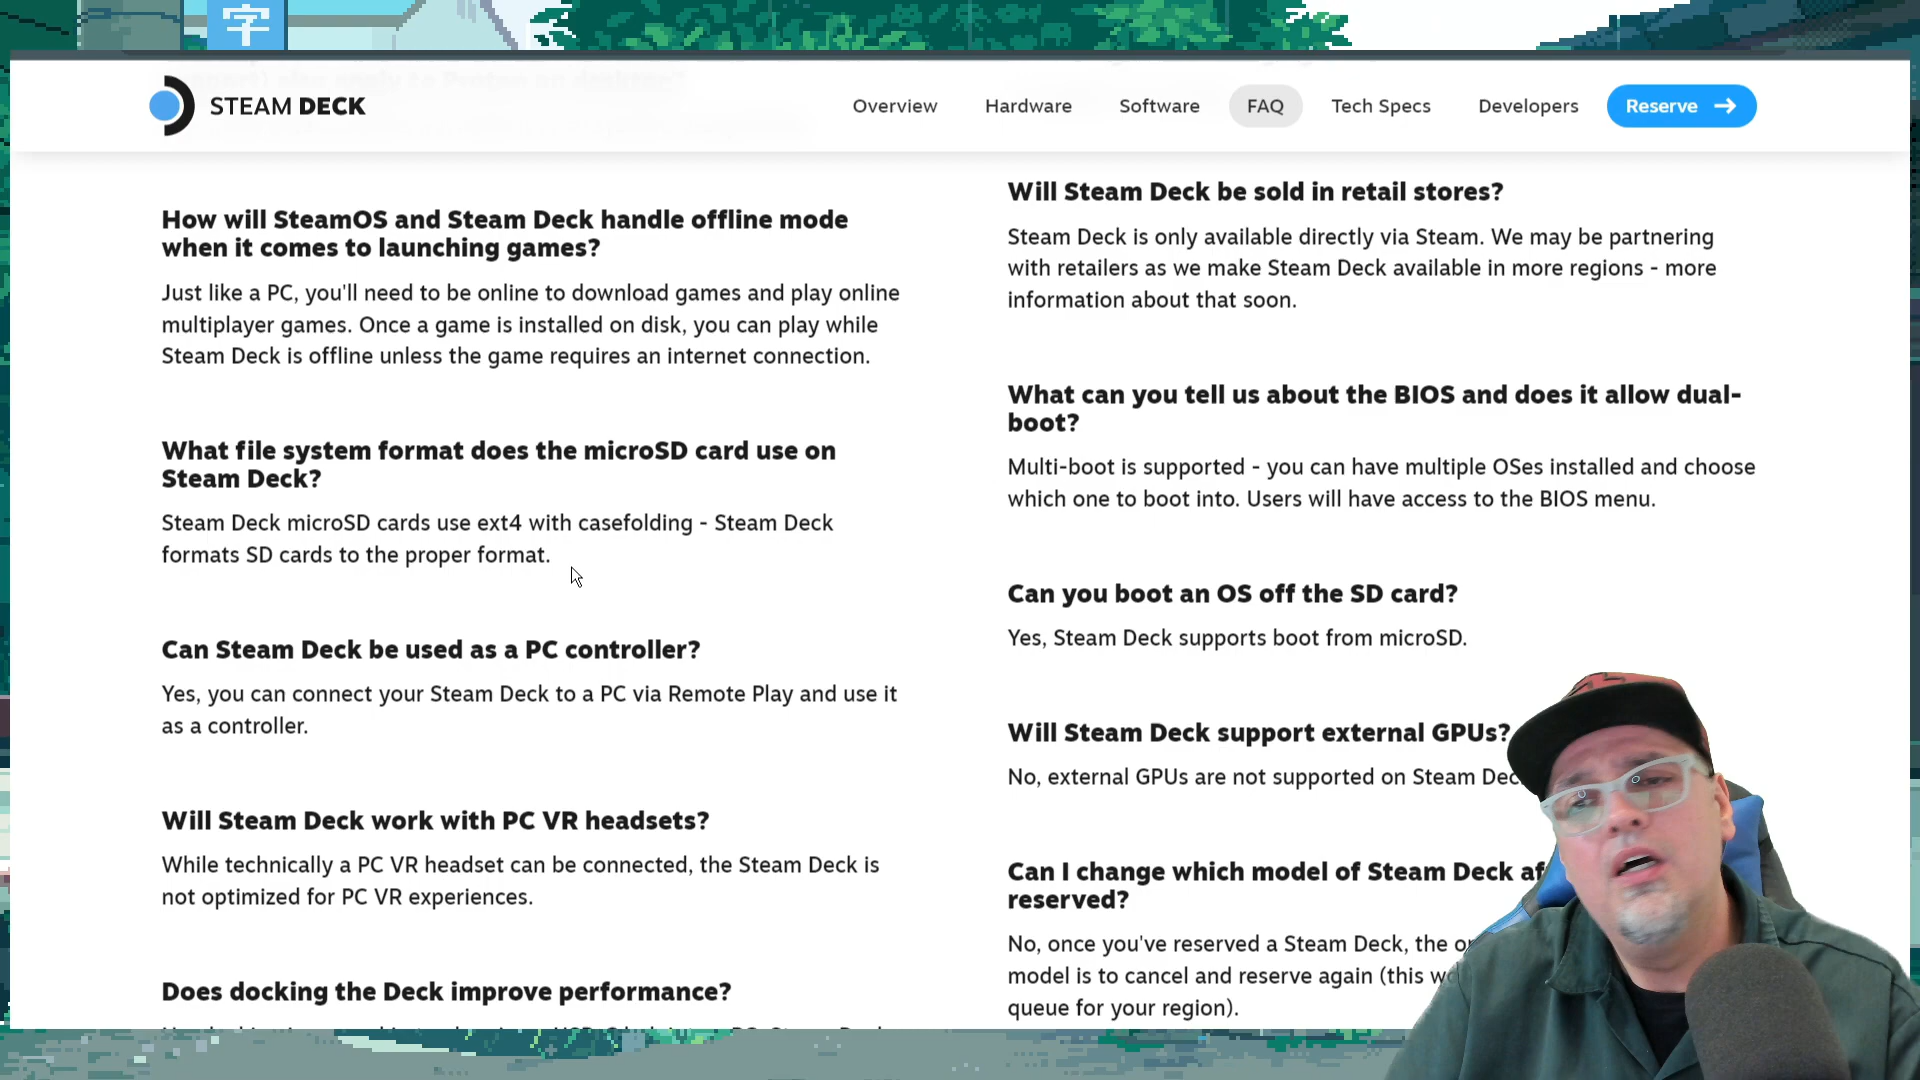 字
STEAM DECK
Overview
Hardware
Software
FAQ
Tech Specs
Developers
Reserve
How will SteamOS and Steam Deck handle offline mode
when it comes to launching games?
Just like a PC, you'll need to be online to download games and play online
multiplayer games. Once a game is installed on disk, you can play while
Steam Deck is offline unless the game requires an internet connection.
What file system format does the microSD card use on
Steam Deck?
Steam Deck microSD cards use ext4 with casefolding - Steam Deck
formats SD cards to the proper format.
Can Steam Deck be used as a PC controller?
Yes, you can connect your Steam Deck to a PC via Remote Play and use it
as a controller.
Will Steam Deck work with PC VR headsets?
While technically a PC VR headset can be connected, the Steam Deck is
not optimized for PC VR experiences.
Does docking the Deck improve performance?
Will Steam Deck be sold in retail stores?
Steam Deck is only available directly via Steam. We may be partnering
with retailers as we make Steam Deck available in more regions - more
information about that soon.
What can you tell us about the BIOS and does it allow dual-
boot?
Multi-boot is supported - you can have multiple OSes installed and choose
which one to boot into. Users will have access to the BIOS menu.
Can you boot an OS off the SD card?
Yes, Steam Deck supports boot from microSD.
Will Steam Deck support external GPUs?
No, external GPUs are not supported on Steam
Can I change which model of Steam Deck
reserved?
No, once you've reserved a Steam Deck, the
model is to cancel and reserve again (this
queue for your region).